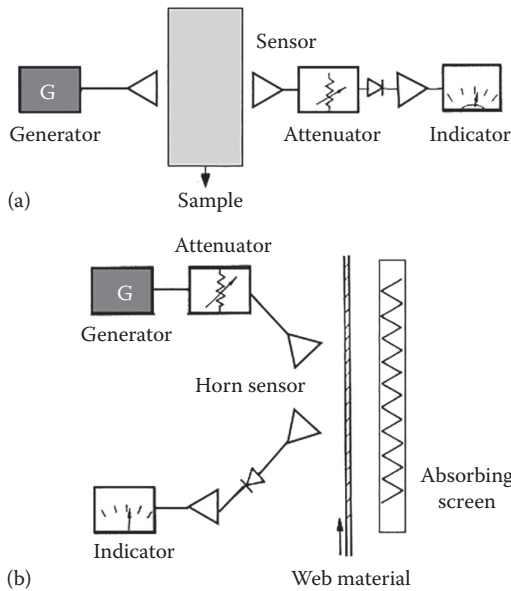 Sensor
G
Generator
Attenuator
Indicator
(a)
Sample
Attenuator
G
Generator
Horn sensor
Absorbing
screen
Indicator
(b)
Web material